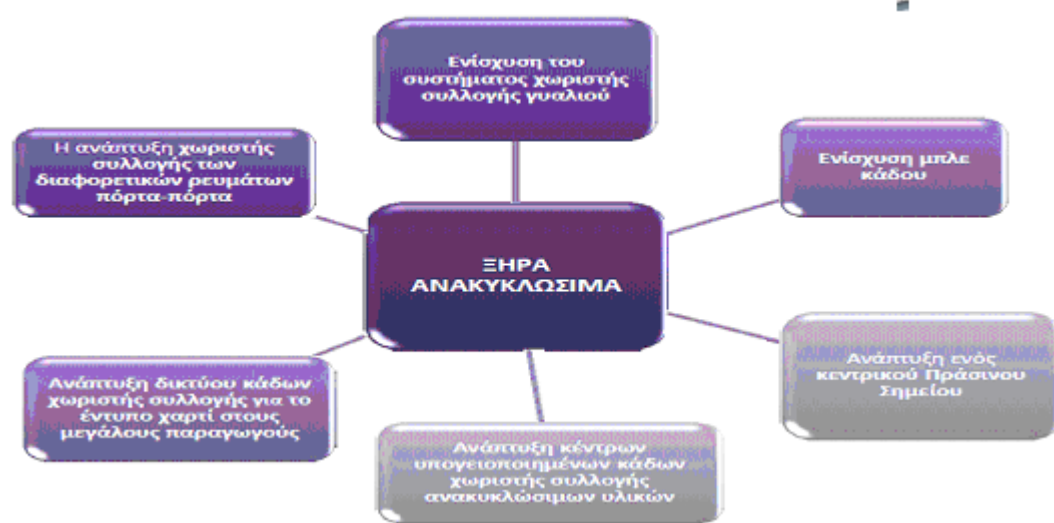 Ενίσχυση του
συστήματος χωριστής
συλλογής γυαλιού
Η ανάπτυξη χωριστής
συλλογής των
διαφορετικών ρευμάτων
πόρτα-πόρτα
Ενίσχυση μπλε
κάδου
ΞΗΡΑ
ΑΝΑΚΥΚΛΩΣΙΜΑ
Ανάπτυξη δικτύου κάδων
χωριστής συλλογής για το
έντυπο χαρτί στους
μεγάλους παραγωγούς
Ανάπτυξη ενός
κεντρικού Πράσινου
Σημείου
Ανάπτυξη κέντρων
υπογειοποιημένων κάδων
χωριστής συλλογής
ανακυκλώσιμων υλικών